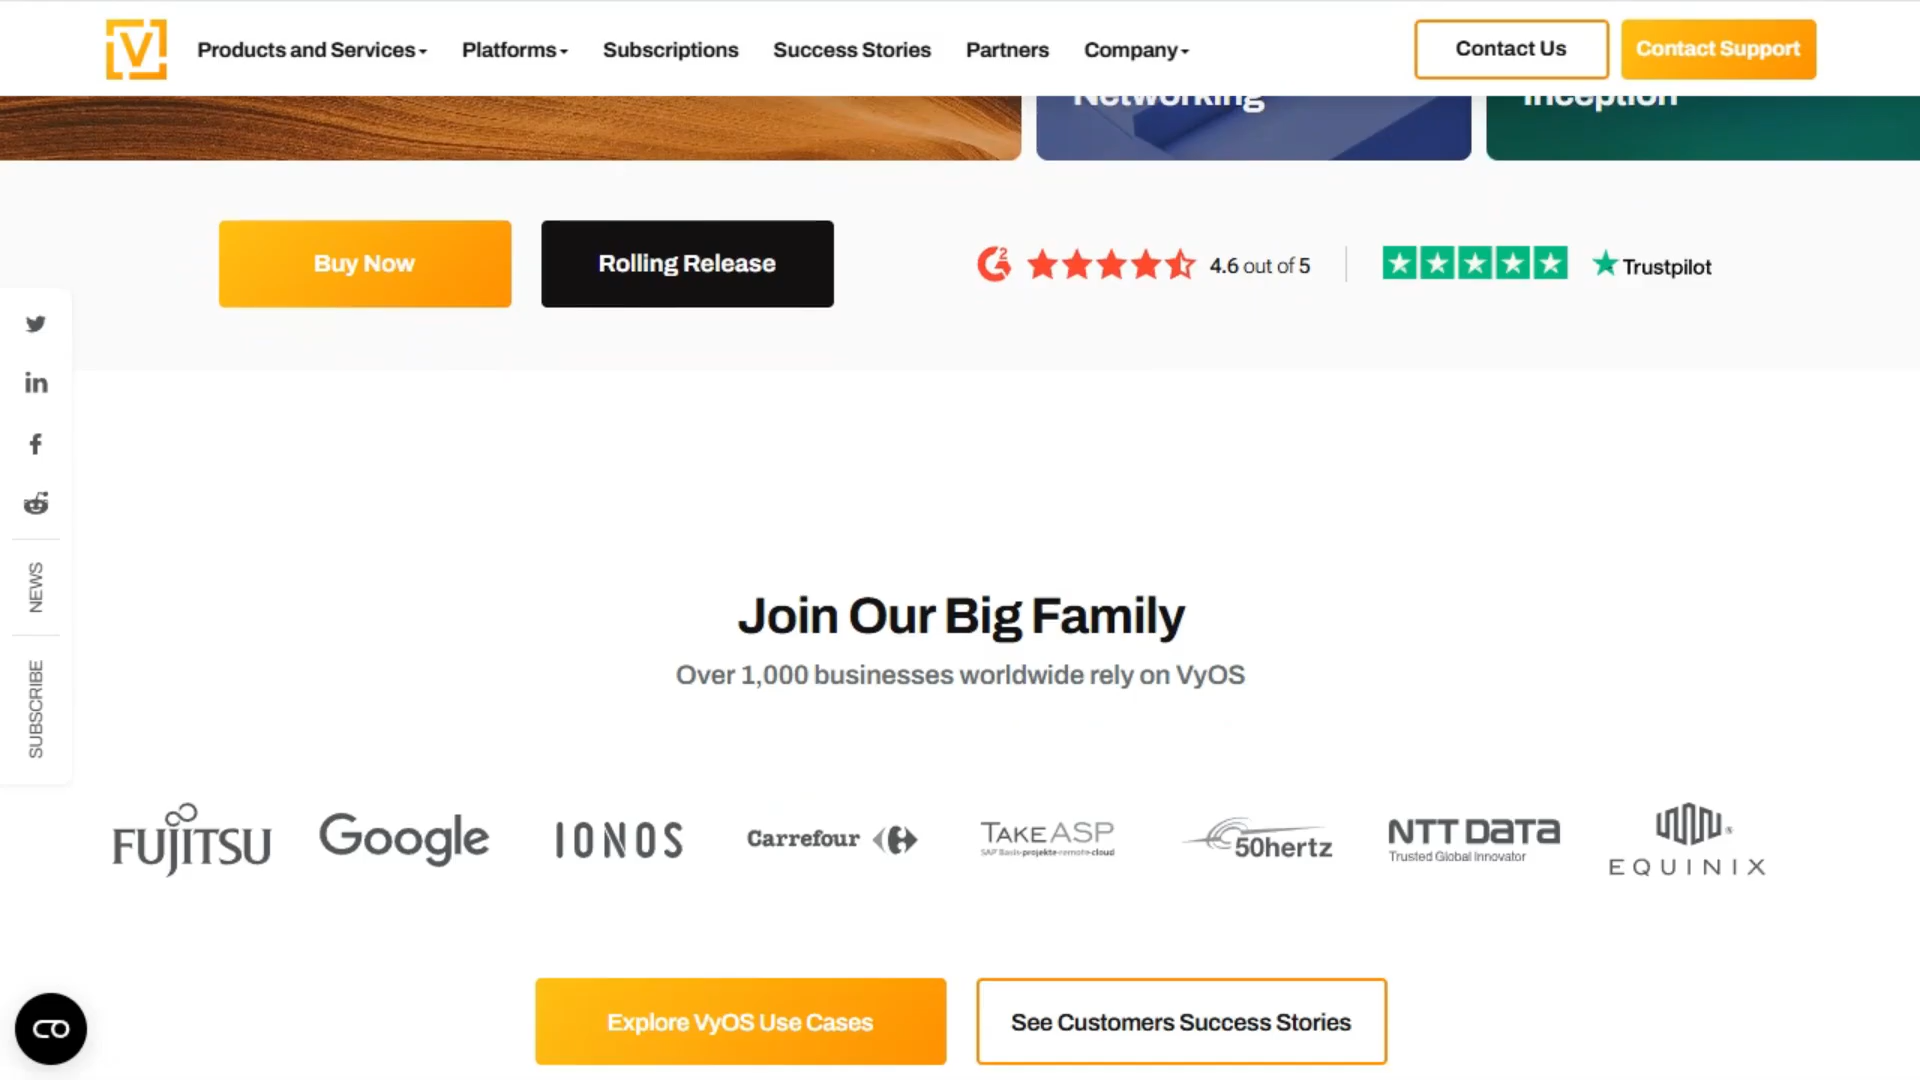 Products and Services
Platforms
Subscriptions
Success Stories
Partners
Company
Contact Us
Contact Support
Networking
Inception
Buy Now
Rolling Release
4.6 out of 5
Trustpilot
NEWS
SUBSCRIBE
Join Our Big Family
Over 1,000 businesses worldwide rely on VyOS
FUJITSU
Google
IONOS
Carrefour
TAKEASP
SAP Basis-projekte-remote-cloud
50hertz
NTT DATA
Trusted Global Innovator
EQUINIX
Explore VyOS Use Cases
See Customers Success Stories